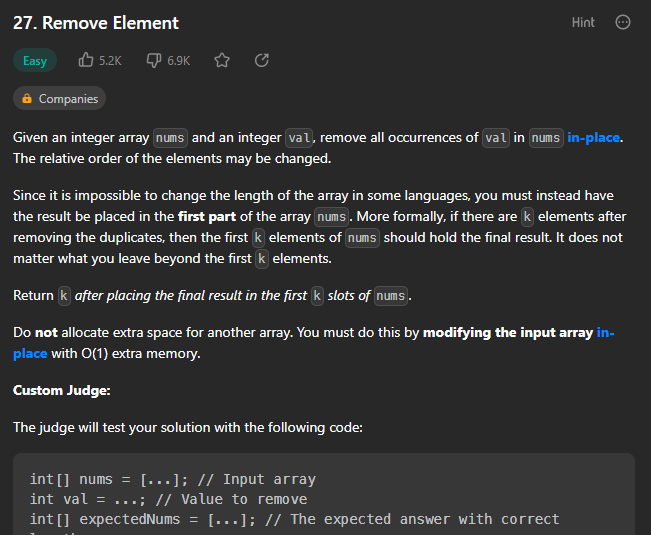 27. Remove Element
Hint
Easy
5.2K
6.9K
Companies
Given an integer array nums and an integer val, remove all occurrences of val in nums in-place.
The relative order of the elements may be changed.
Since it is impossible to change the length of the array in some languages, you must instead have
the result be placed in the first part of the array nums. More formally, if there are k elements after
removing the duplicates, then the first k elements of nums should hold the final result. It does not
matter what you leave beyond the first k elements.
Return k after placing the final result in the first k slots of nums.
Do not allocate extra space for another array. You must do this by modifying the input array in-
place with O(1) extra memory.
Custom Judge:
The judge will test your solution with the following code:
int[] nums = [...]; // Input array
int val = ...; // Value to remove
int[] expectedNums = [...]; // The expected answer with correct